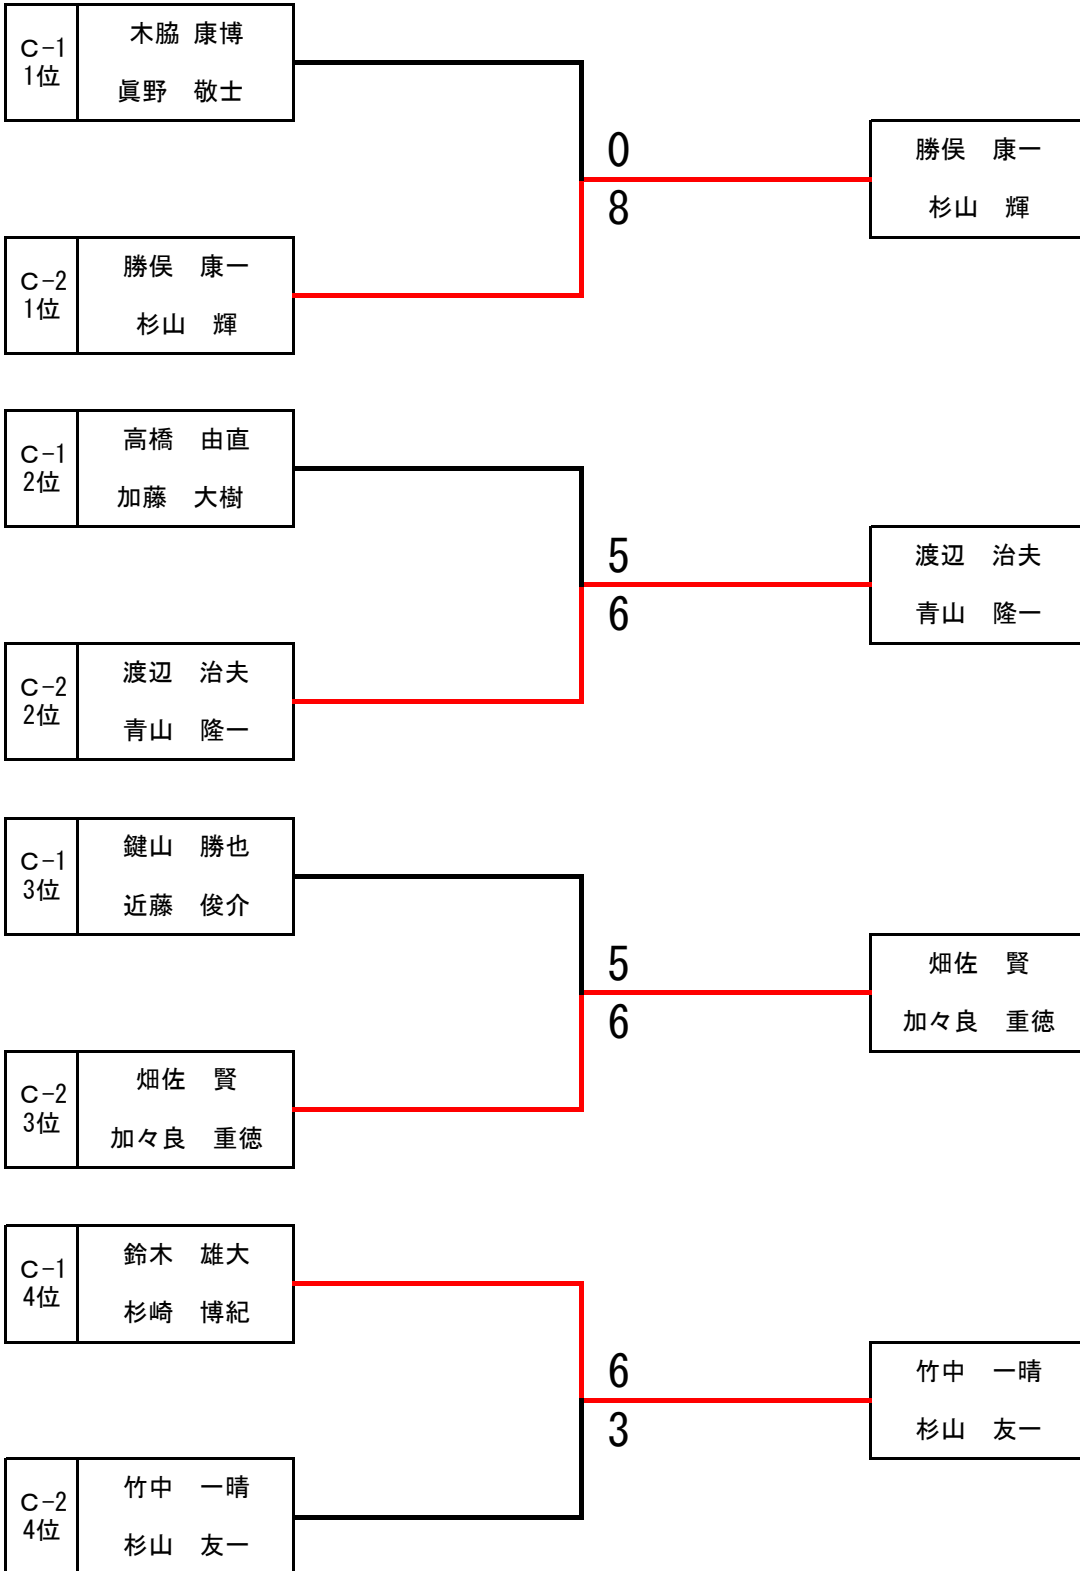 C-1
1位
木脇 康博
眞野　敬士
0
8
勝俣　康一
杉山　輝
C-2
1位
勝俣　康一
杉山　輝
C-1
2位
高橋　由直
加藤　大樹
5
6
渡辺　治夫
青山　隆一
C-2
2位
渡辺　治夫
青山　隆一
C-1
3位
鍵山　勝也
近藤　俊介
5
6
畑佐　賢
加々良　重徳
C-2
3位
畑佐　賢
加々良　重徳
C-1
4位
鈴木　雄大
杉崎　博紀
6
3
竹中　一晴
杉山　友一
C-2
4位
竹中　一晴
杉山　友一